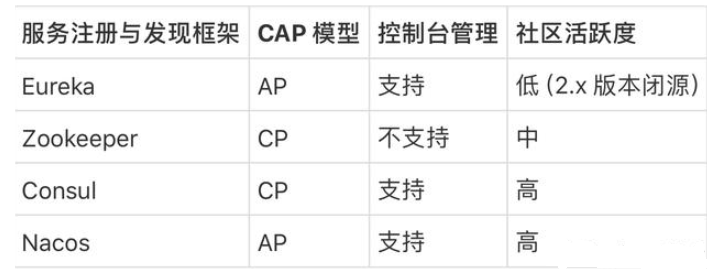 服务注册与发现框架 CAP 模型 控制台管理 社区活跃度
Eureka AP 支持 低 (2.x 版本闭源)
Zookeeper CP 不支持 中
Consul CP 支持 高
Nacos AP 支持 高